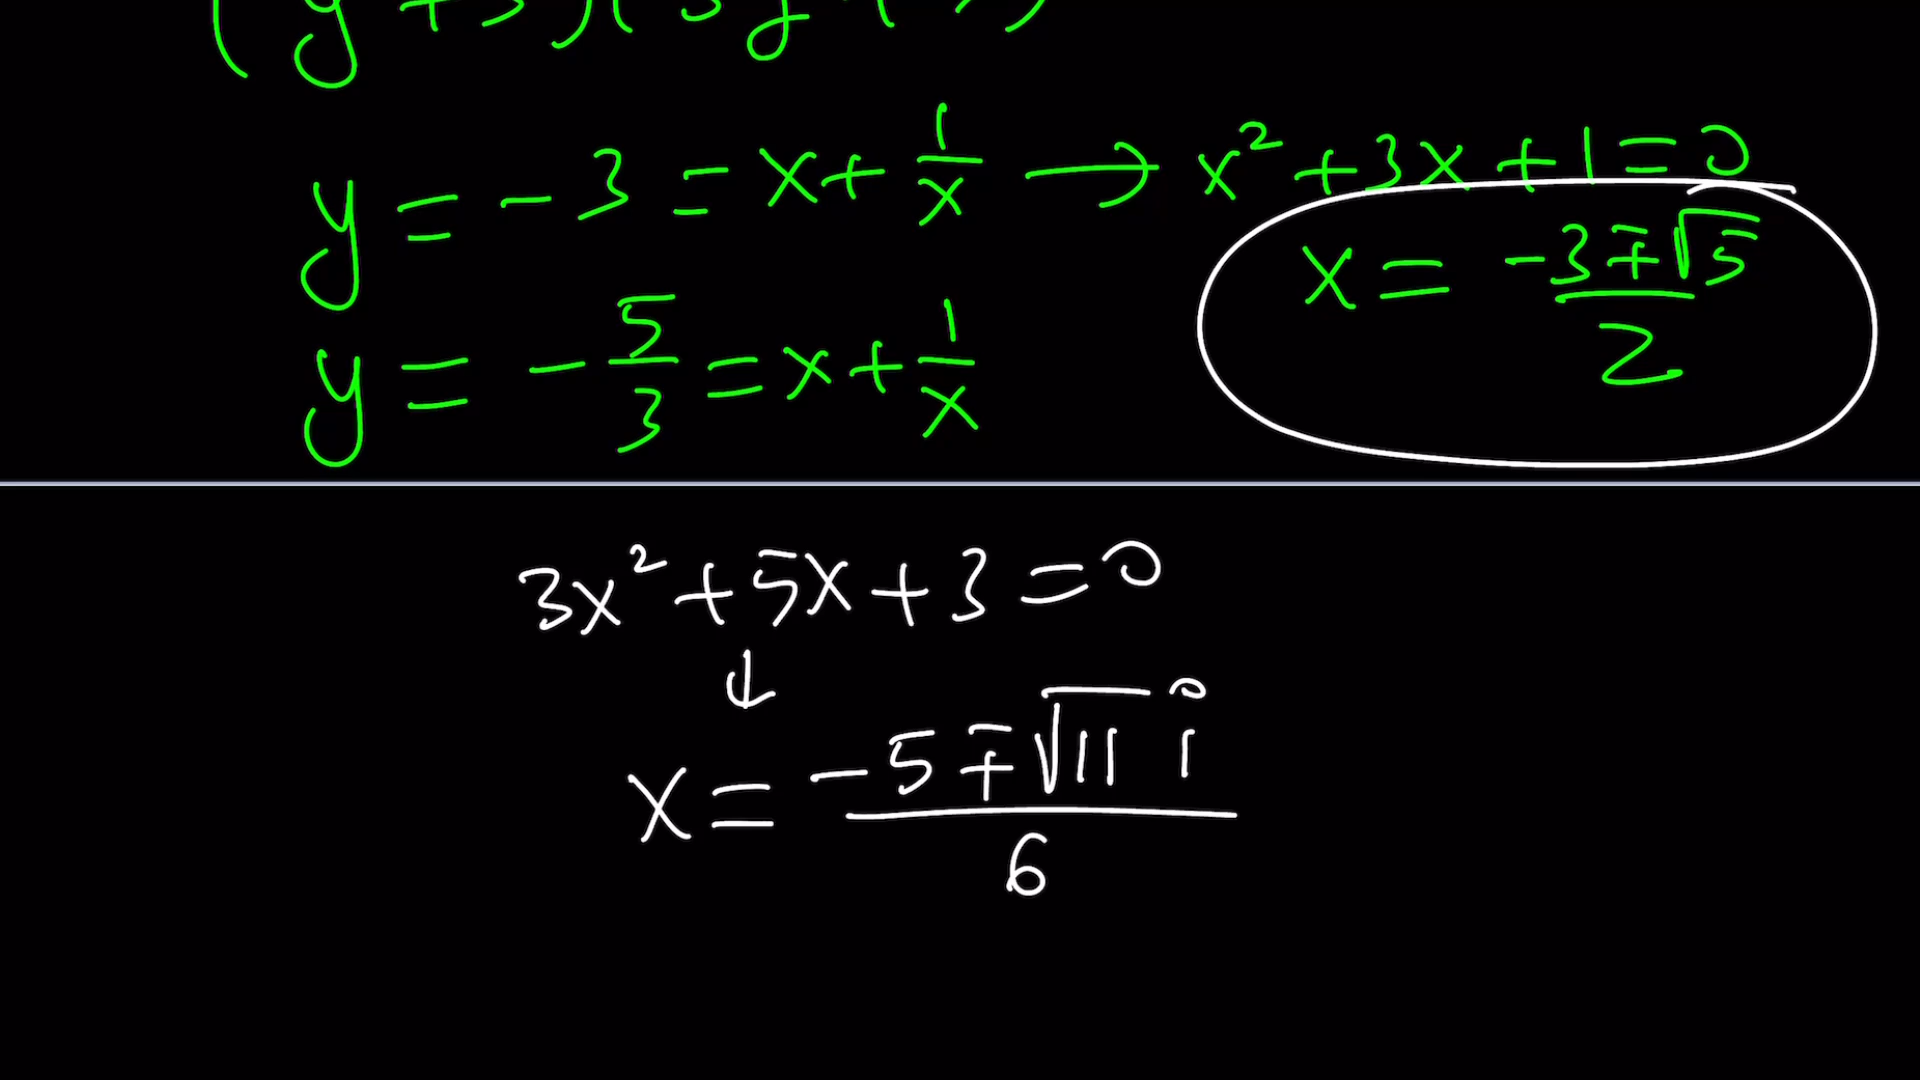 y = -3 = x + 1/x → x² + 3x + 1 = 0
x = (-3 ∓ √5)/2
y = -5/3 = x + 1/x
3x² + 5x + 3 = 0
↓
x = (-5 ∓ √11 i)/6